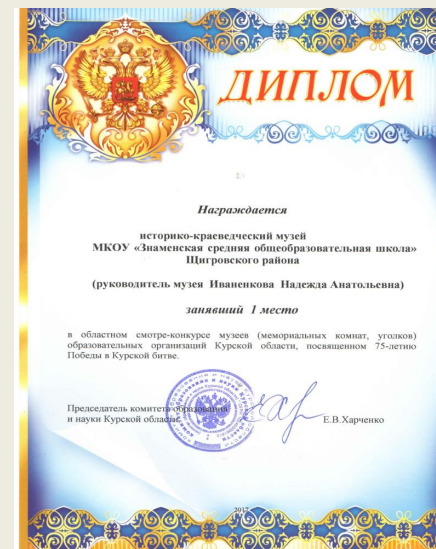 ДИПЛОМ
Награждается
историко-краеведческий музей
МКОУ «Знаменская средняя общеобразовательная школа»
Щигровского района
(руководитель музея Иваненкова Надежда Анатольевна)
занявший 1 место
в областном смотре-конкурсе музеев (мемориальных комнат, уголков)
образовательных организаций Курской области, посвященном 75-летию
Победы в Курской битве.
Председатель комитета образования
и науки Курской области
Е.В.Харченко
2017